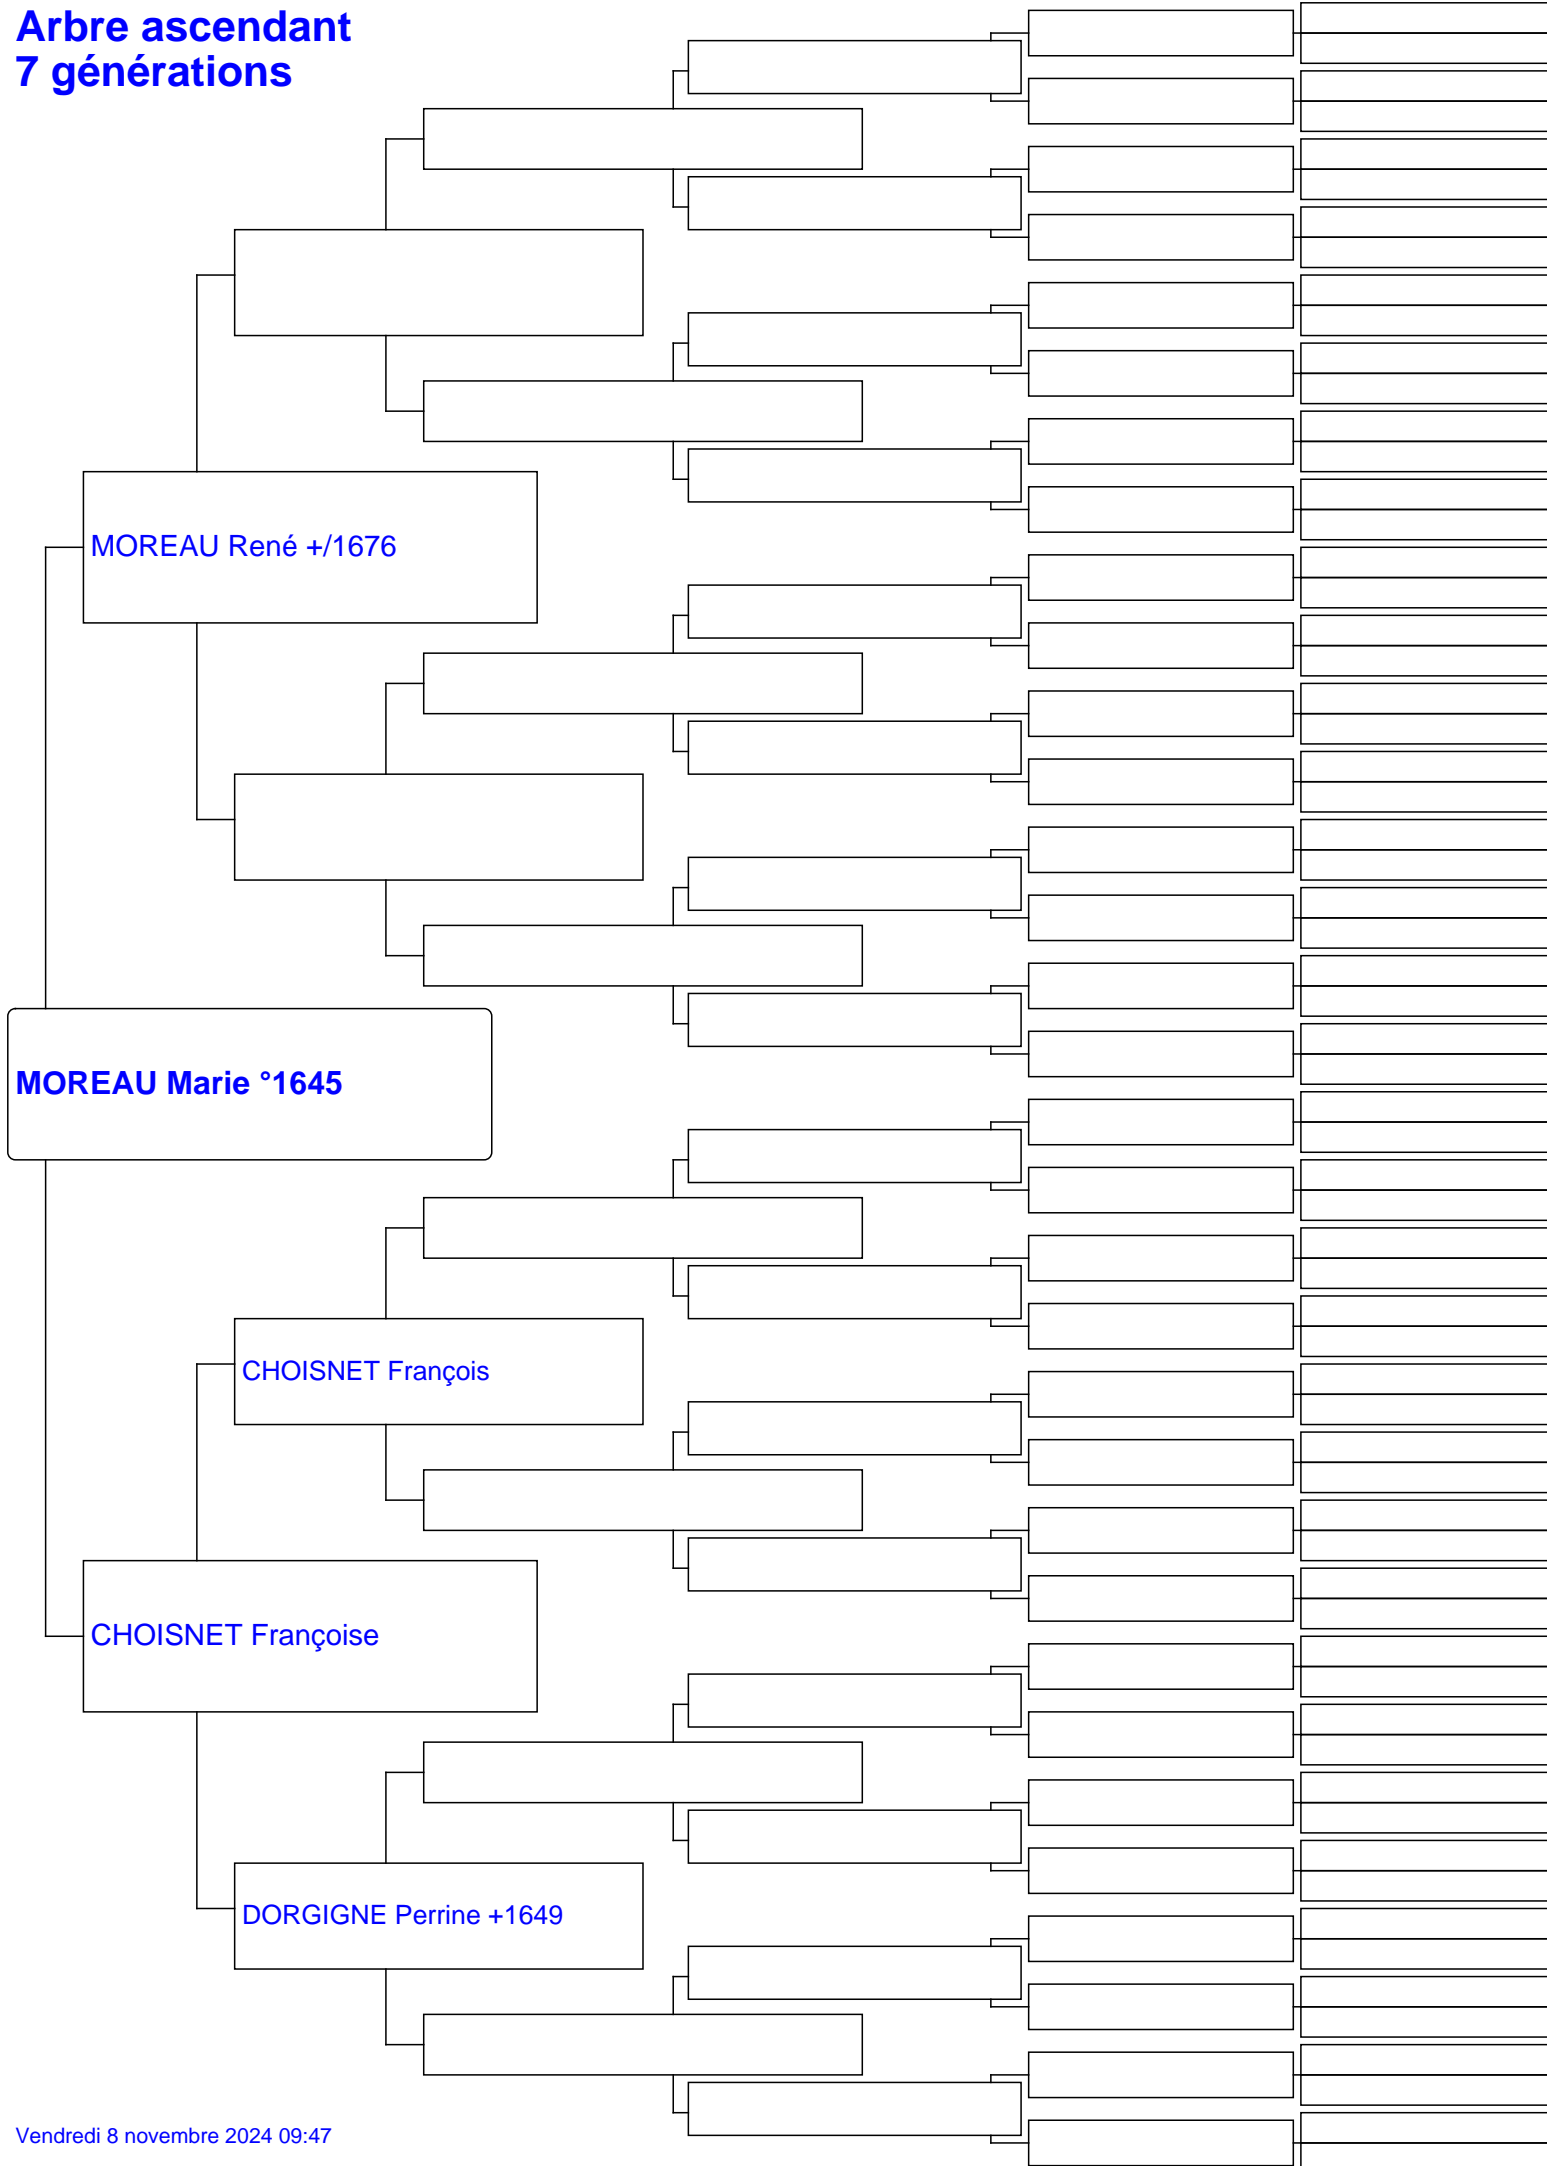 Arbre ascendant
7 générations
MOREAU René +/1676
MOREAU Marie °1645
CHOISNET François
CHOISNET Françoise
DORGIGNE Perrine +1649
Vendredi 8 novembre 2024 09:47